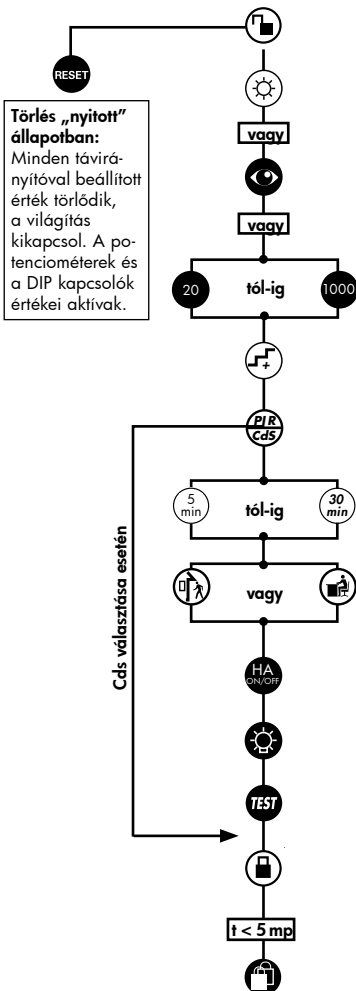 RESET
Törlés „nyitott”
állapotban:
Minden távirá-
nyítóval beállított
érték törlődik,
a világítás
kikapcsol. A po-
tenciométerek és
a DIP kapcsolók
értékei aktívak.
vagy
vagy
20 tól-ig 1000
+
PIR
CdS
5 min tól-ig 30 min
vagy
Cds választása esetén
HA
ON/OFF
TEST
t < 5 mp